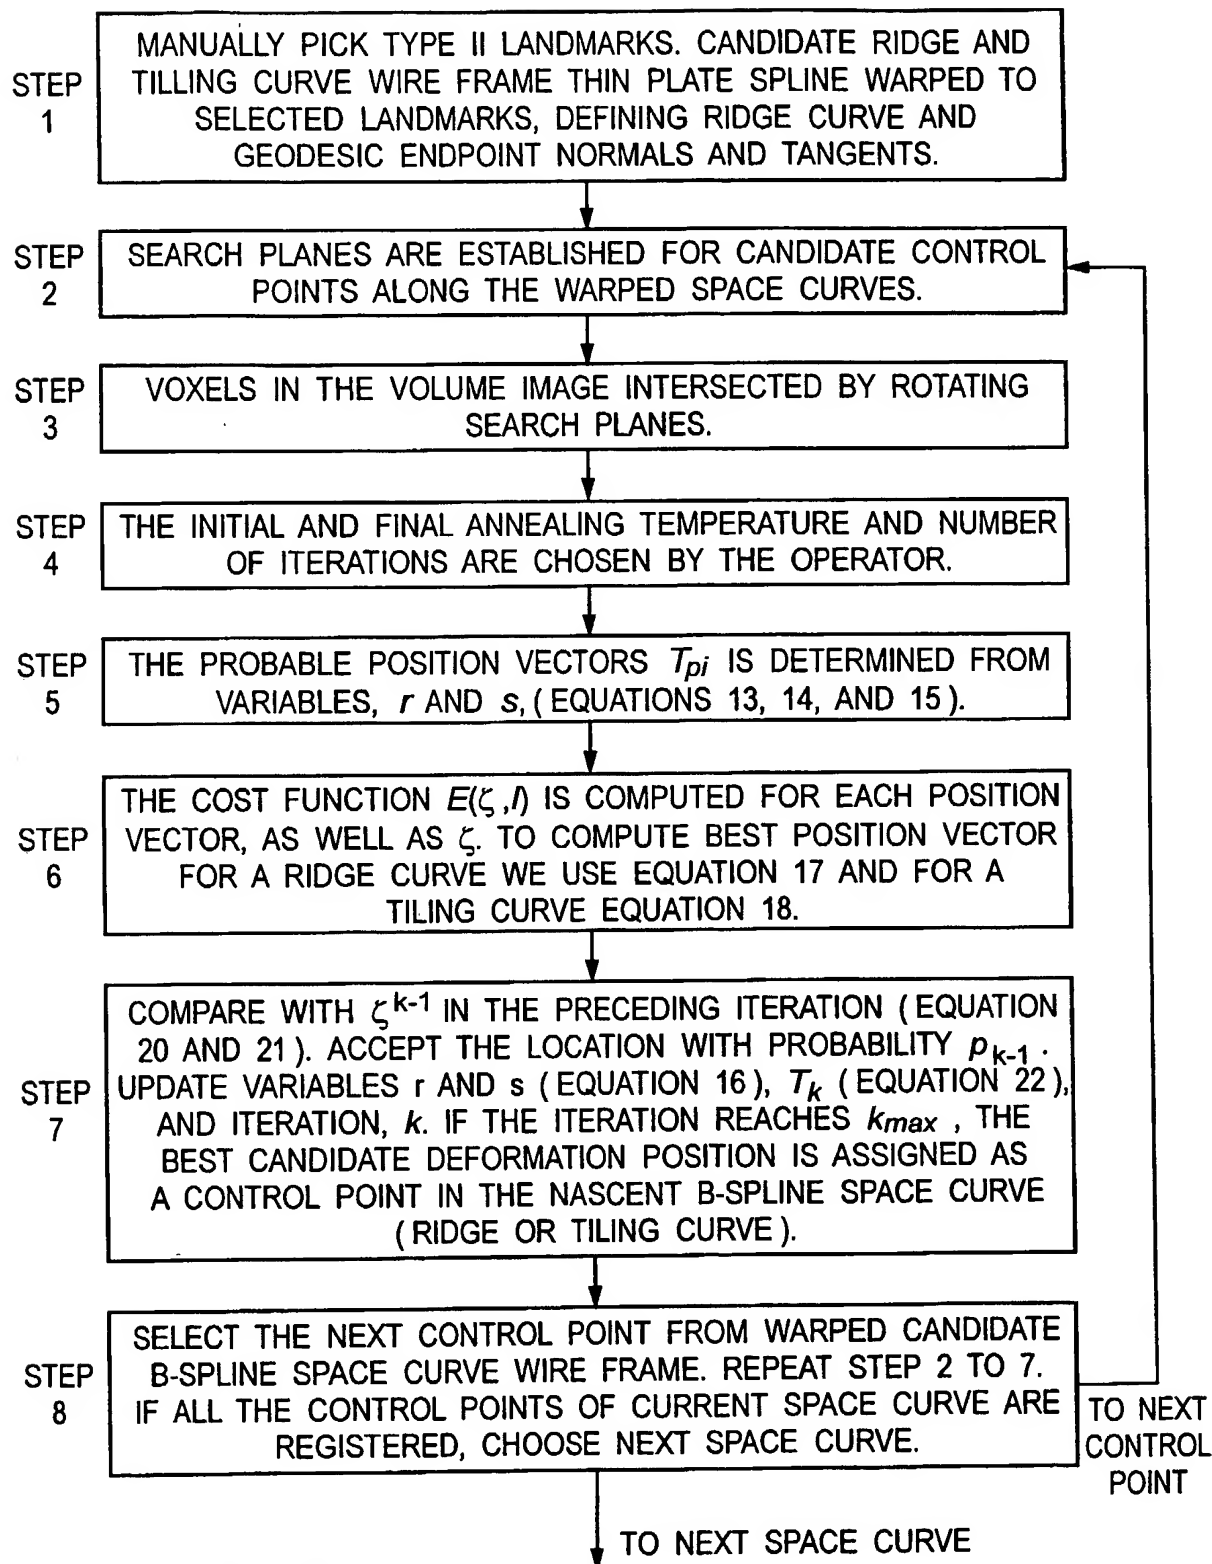 STEP
1
MANUALLY PICK TYPE II LANDMARKS. CANDIDATE RIDGE AND
TILLING CURVE WIRE FRAME THIN PLATE SPLINE WARPED TO
SELECTED LANDMARKS, DEFINING RIDGE CURVE AND
GEODESIC ENDPOINT NORMALS AND TANGENTS.
STEP
2
SEARCH PLANES ARE ESTABLISHED FOR CANDIDATE CONTROL
POINTS ALONG THE WARPED SPACE CURVES.
STEP
3
VOXELS IN THE VOLUME IMAGE INTERSECTED BY ROTATING
SEARCH PLANES.
STEP
4
THE INITIAL AND FINAL ANNEALING TEMPERATURE AND NUMBER
OF ITERATIONS ARE CHOSEN BY THE OPERATOR.
STEP
5
THE PROBABLE POSITION VECTORS T_{pi} IS DETERMINED FROM
VARIABLES, r AND s, (EQUATIONS 13, 14, AND 15).
STEP
6
THE COST FUNCTION E(ζ,I) IS COMPUTED FOR EACH POSITION
VECTOR, AS WELL AS ζ. TO COMPUTE BEST POSITION VECTOR
FOR A RIDGE CURVE WE USE EQUATION 17 AND FOR A
TILING CURVE EQUATION 18.
STEP
7
COMPARE WITH ζ^{k-1} IN THE PRECEDING ITERATION (EQUATION
20 AND 21). ACCEPT THE LOCATION WITH PROBABILITY p_{k-1}.
UPDATE VARIABLES r AND s (EQUATION 16), T_k (EQUATION 22),
AND ITERATION, k. IF THE ITERATION REACHES k_{max}, THE
BEST CANDIDATE DEFORMATION POSITION IS ASSIGNED AS
A CONTROL POINT IN THE NASCENT B-SPLINE SPACE CURVE
(RIDGE OR TILING CURVE).
STEP
8
SELECT THE NEXT CONTROL POINT FROM WARPED CANDIDATE
B-SPLINE SPACE CURVE WIRE FRAME. REPEAT STEP 2 TO 7.
IF ALL THE CONTROL POINTS OF CURRENT SPACE CURVE ARE
REGISTERED, CHOOSE NEXT SPACE CURVE.
TO NEXT
CONTROL
POINT
TO NEXT SPACE CURVE